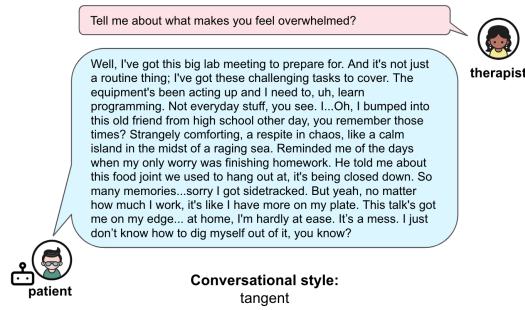 Tell me about what makes you feel overwhelmed?
therapist
Well, I've got this big lab meeting to prepare for. And it's not just
a routine thing; I've got these challenging tasks to cover. The
equipment's been acting up and I need to, uh, learn
programming. Not everyday stuff, you see. I...Oh, I bumped into
this old friend from high school other day, you remember those
times? Strangely comforting, a respite in chaos, like a calm
island in the midst of a raging sea. Reminded me of the days
when my only worry was finishing homework. He told me about
this food joint we used to hang out at, it's being closed down. So
many memories...sorry I got sidetracked. But yeah, no matter
how much I work, it's like I have more on my plate. This talk's got
me on my edge... at home, I'm hardly at ease. It's a mess. I just
don't know how to dig myself out of it, you know?
patient
Conversational style:
tangent